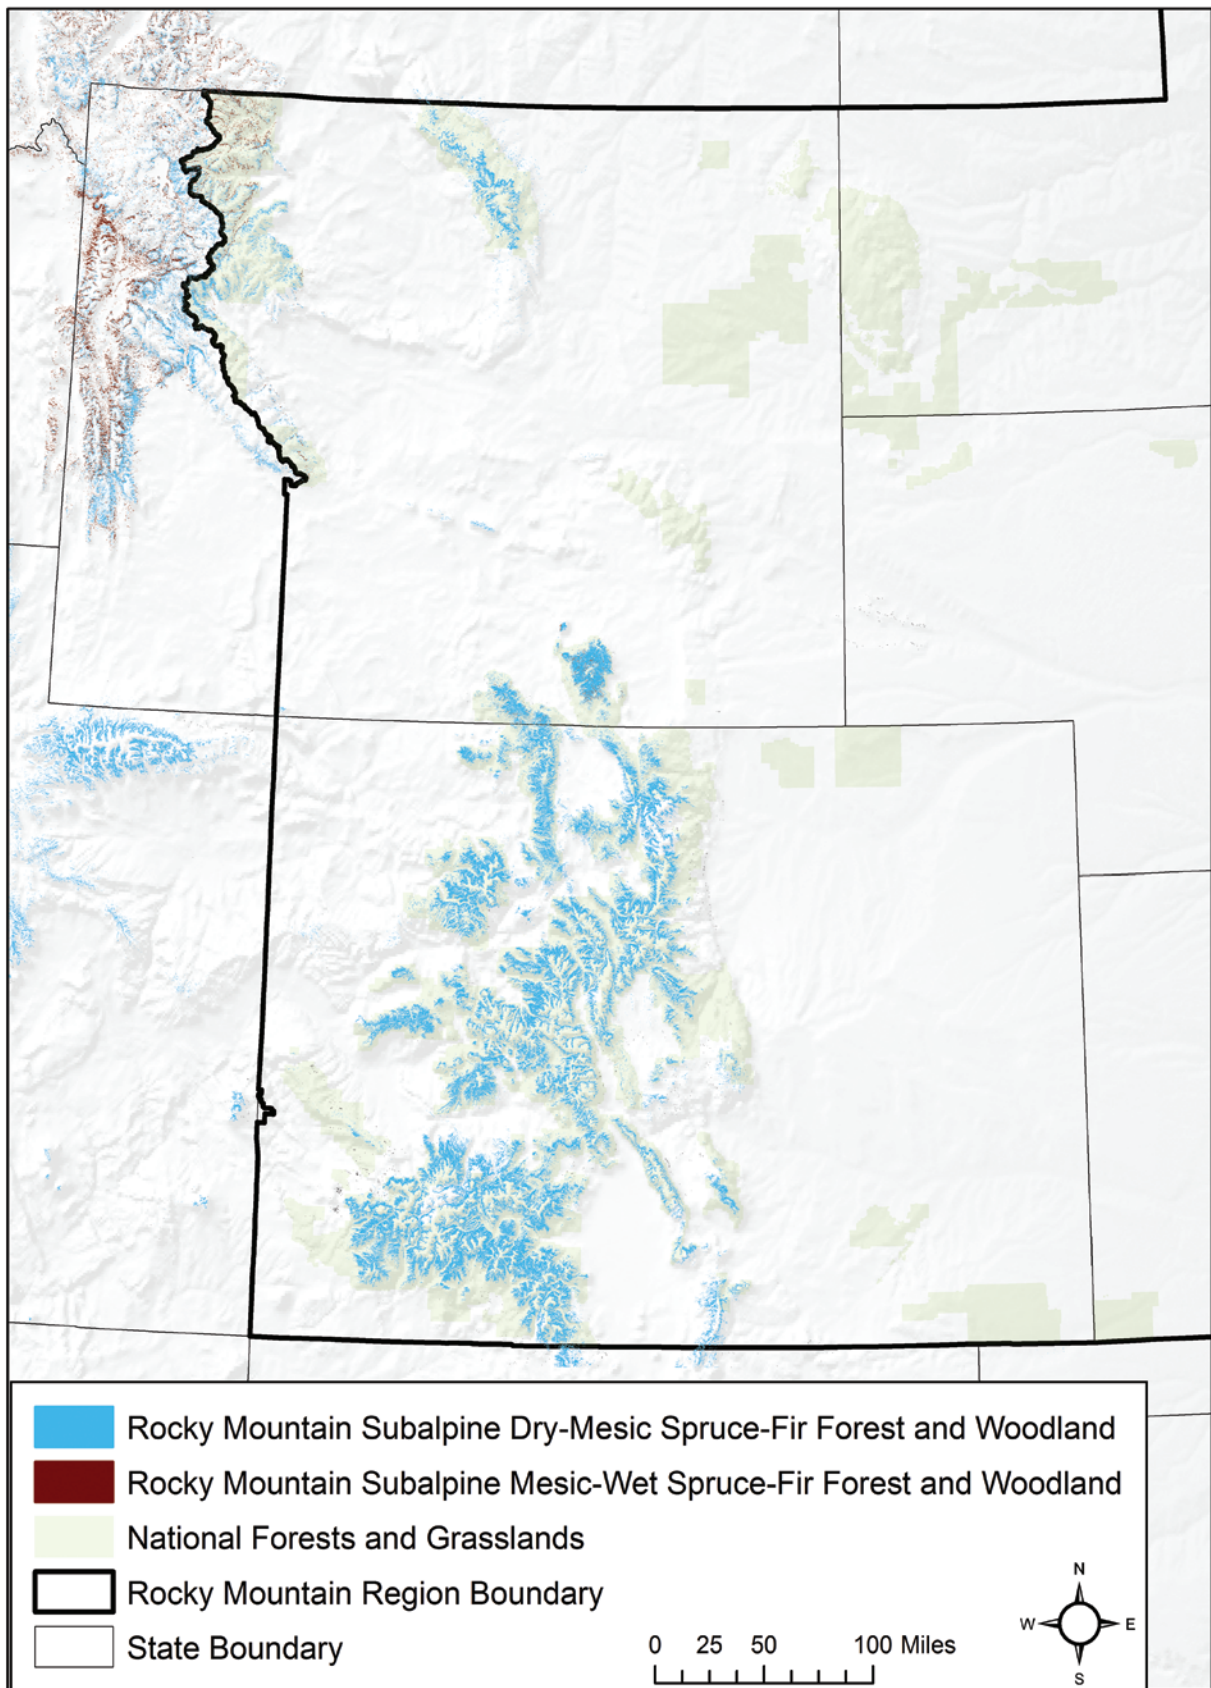 Rocky Mountain Subalpine Dry-Mesic Spruce-Fir Forest and Woodland
Rocky Mountain Subalpine Mesic-Wet Spruce-Fir Forest and Woodland
National Forests and Grasslands
Rocky Mountain Region Boundary
State Boundary
0 25 50 100 Miles
N
W E
S